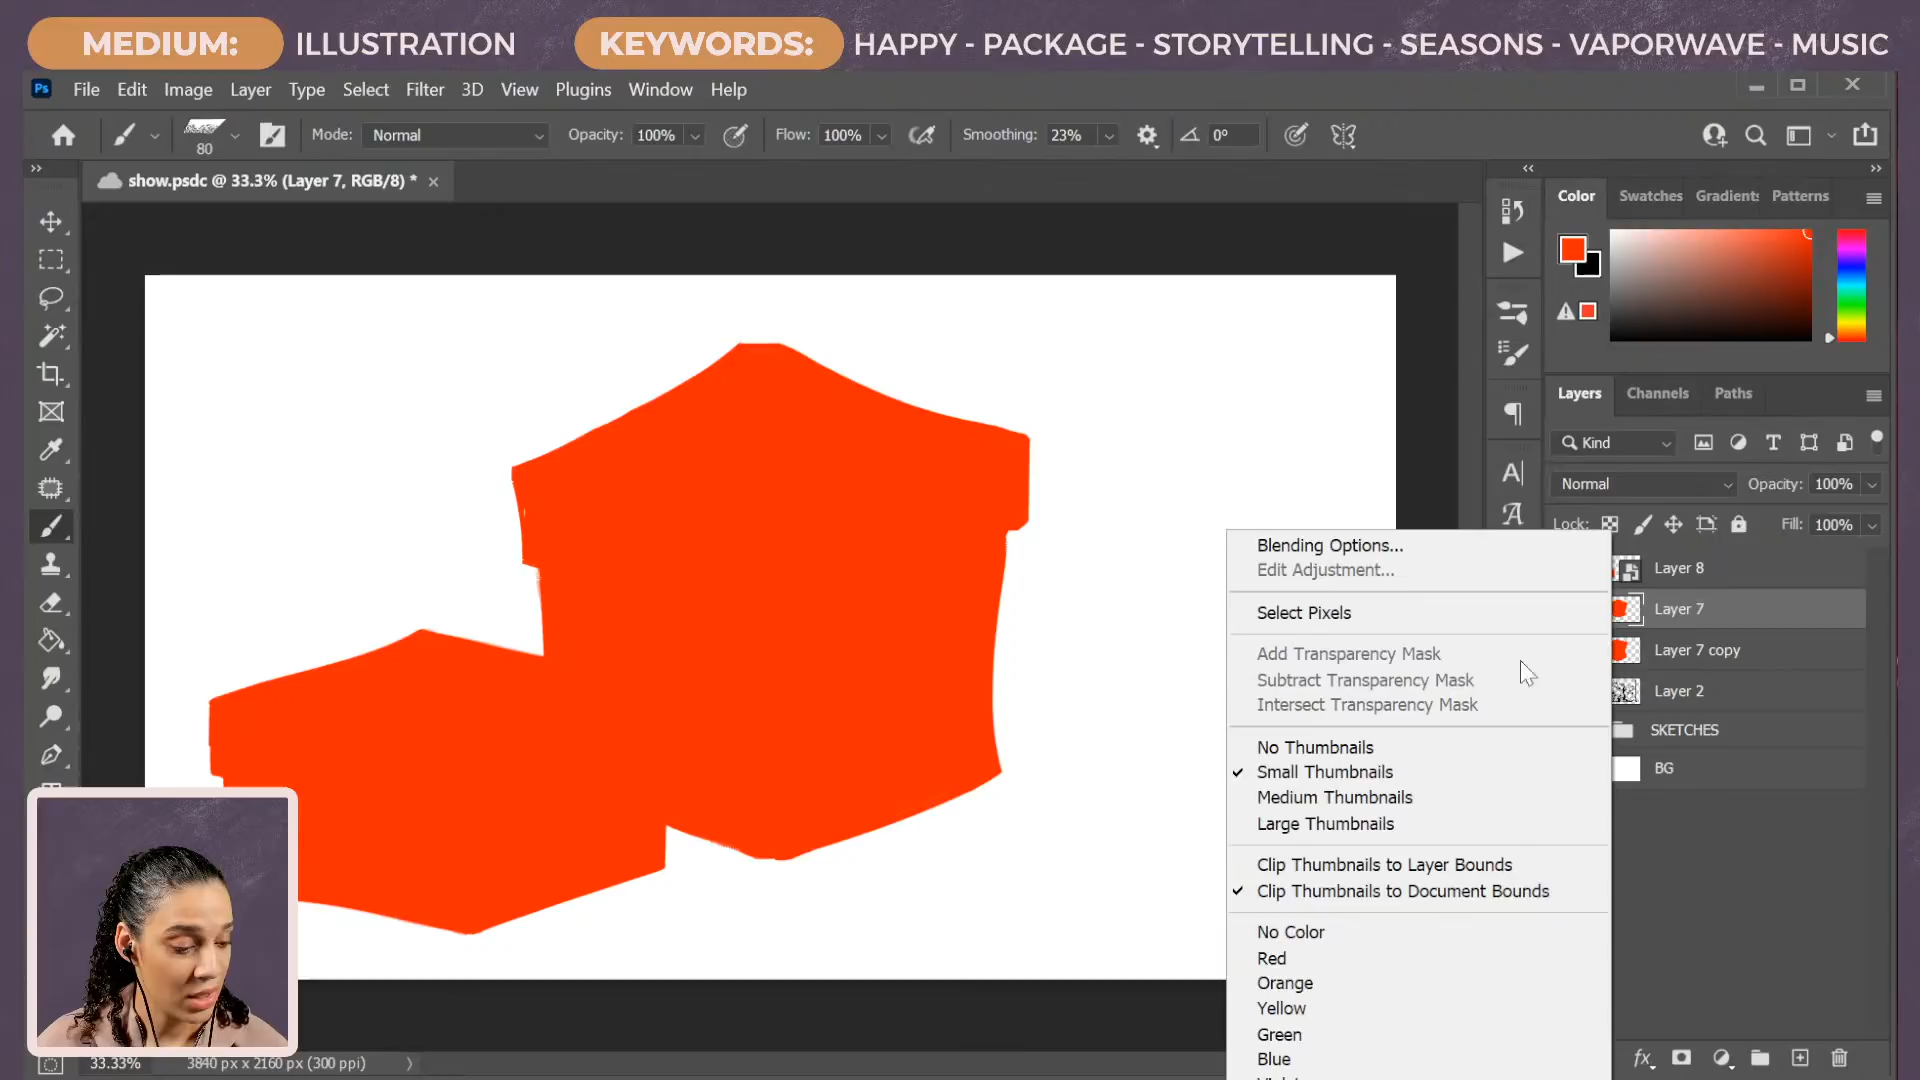 MEDIUM: ILLUSTRATION KEYWORDS: HAPPY - PACKAGE - STORYTELLING - SEASONS - VAPORWAVE - MUSIC
Ps File Edit Image Layer Type Select Filter 3D View Plugins Window Help
80 Mode: Normal Opacity: 100% Flow: 100% Smoothing: 23% 0°
show.psdc @ 33.3% (Layer 7, RGB/8) *
Color Swatches Gradients Patterns
Layers Channels Paths
Kind
Normal Opacity: 100%
Lock: Fill: 100%
Layer 8
Layer 7
Layer 7 copy
Layer 2
SKETCHES
BG
Blending Options...
Edit Adjustment...
Select Pixels
Add Transparency Mask
Subtract Transparency Mask
Intersect Transparency Mask
No Thumbnails
Small Thumbnails
Medium Thumbnails
Large Thumbnails
Clip Thumbnails to Layer Bounds
Clip Thumbnails to Document Bounds
No Color
Red
Orange
Yellow
Green
Blue
33.33% 3840 px x 2160 px (300 ppi)
fx